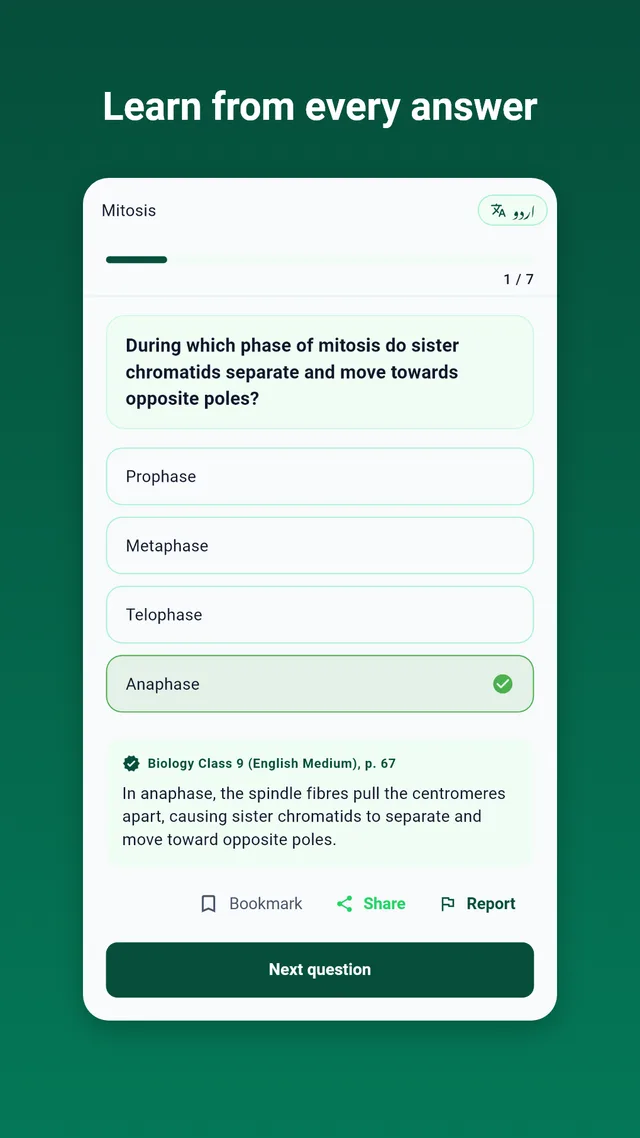 Learn from every answer
Mitosis
اردو
1 / 7
During which phase of mitosis do sister
chromatids separate and move towards
opposite poles?
Prophase
Metaphase
Telophase
Anaphase
Biology Class 9 (English Medium), p. 67
In anaphase, the spindle fibres pull the centromeres
apart, causing sister chromatids to separate and
move toward opposite poles.
Bookmark Share Report
Next question